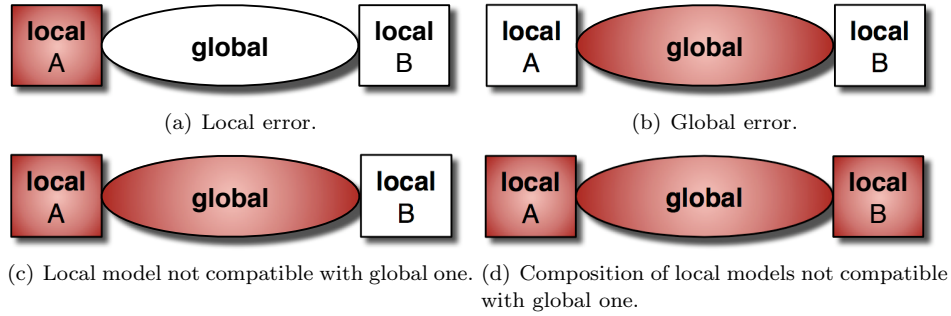 local global local
A B
local global local
A B
(a) Local error. (b) Global error.
local global local
A B
local global local
A B
(c) Local model not compatible with global one. (d) Composition of local models not compatible
with global one.